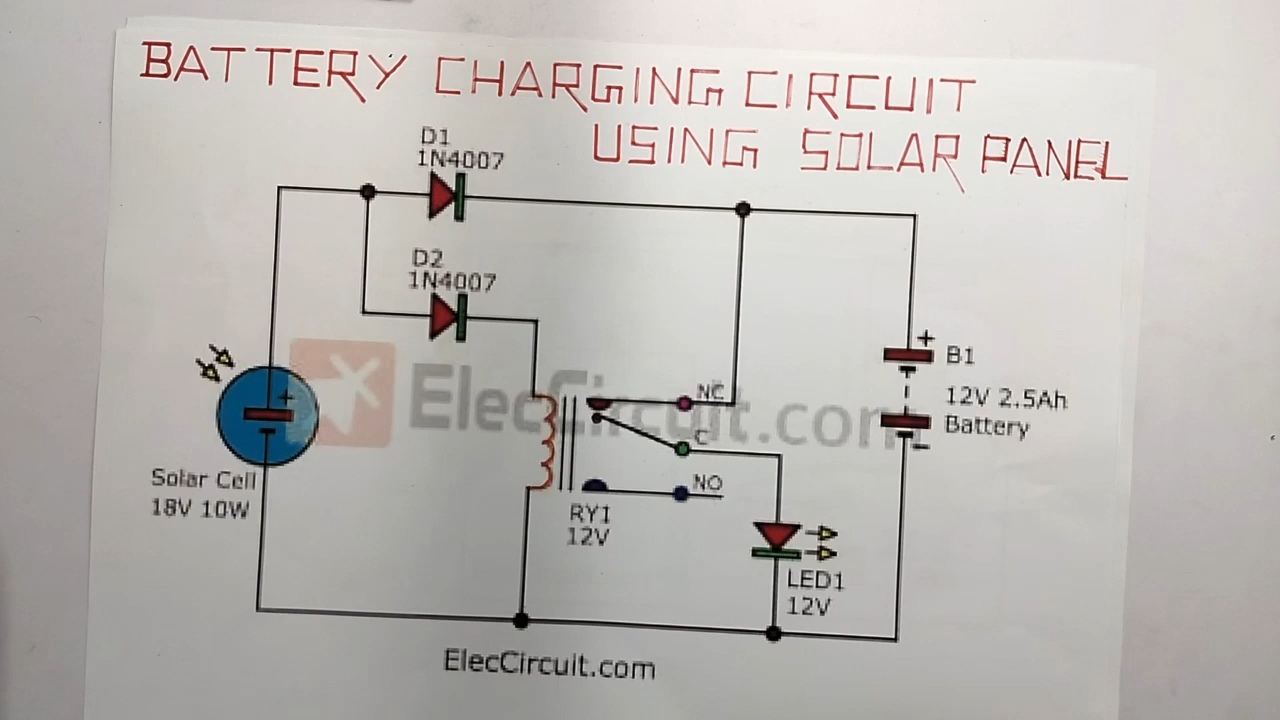 BATTERY CHARGING CIRCUIT
USING SOLAR PANEL
D1
1N4007
D2
1N4007
+
B1
12V 2.5Ah
Battery
-
ElecCircuit.com
NC
C
NO
+
-
Solar Cell
18V 10W
RY1
12V
LED1
12V
ElecCircuit.com